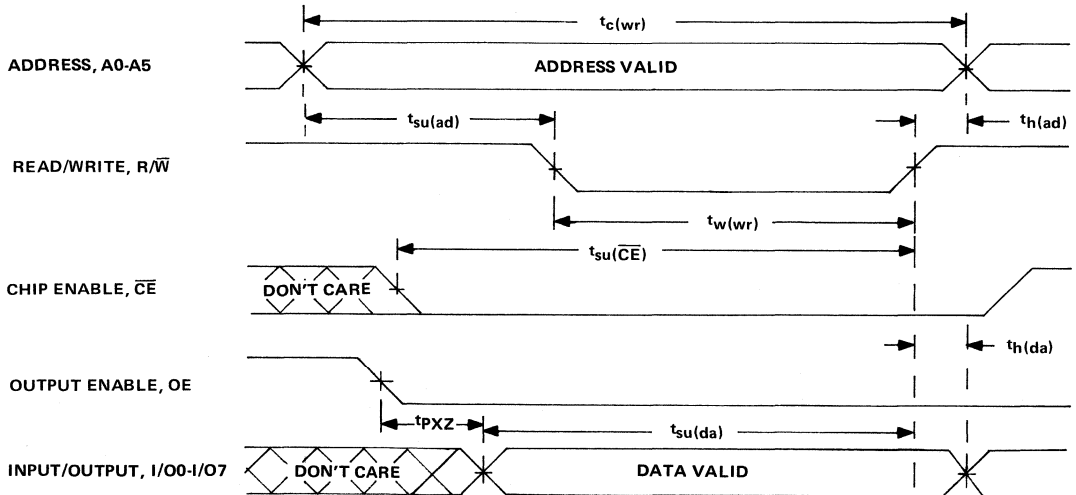 tc(wr)
ADDRESS, A0-A5
ADDRESS VALID
tsu(ad)
th(ad)
READ/WRITE, R/W̅
tw(wr)
tsu(C̅E̅)
CHIP ENABLE, C̅E̅
DON'T CARE
th(da)
OUTPUT ENABLE, OE
tPXZ
tsu(da)
INPUT/OUTPUT, I/O0-I/O7
DON'T CARE
DATA VALID